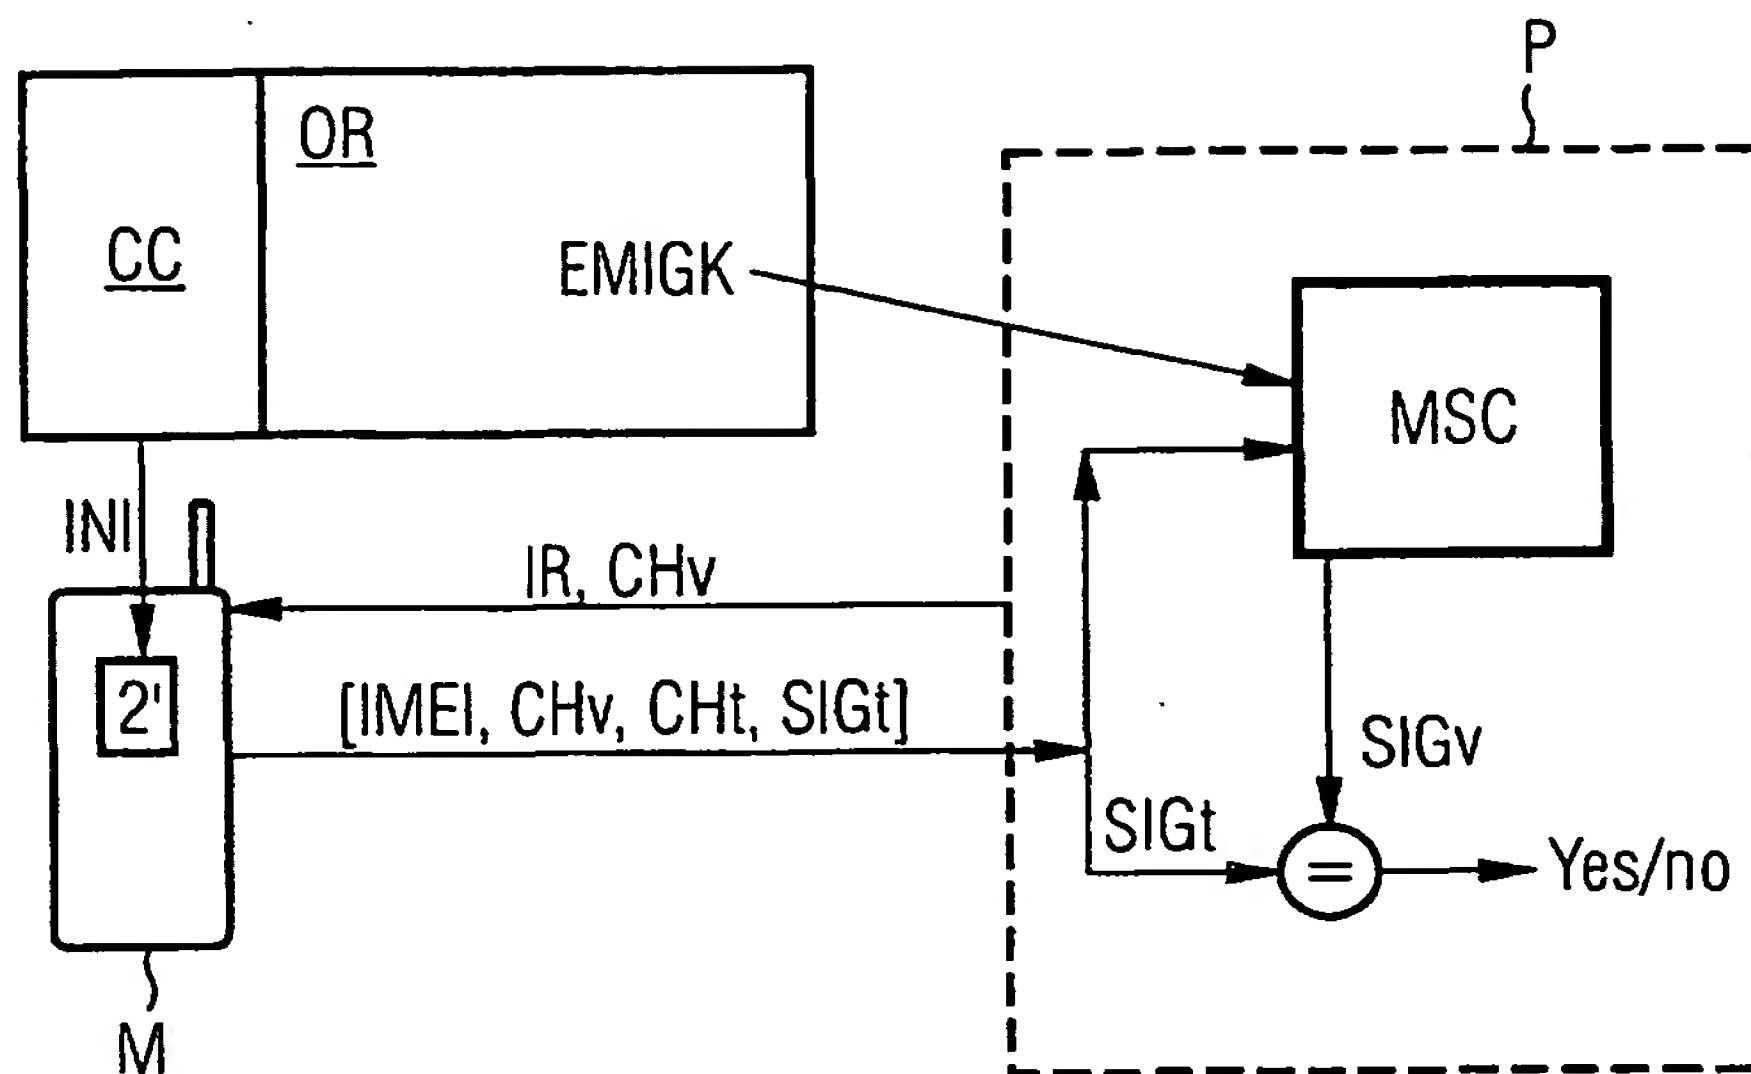 P
OR
CC
EMIGK
MSC
INI
IR, CHv
2'
[IMEI, CHv, CHt, SIGt]
SIGv
SIGt
=
Yes/no
M